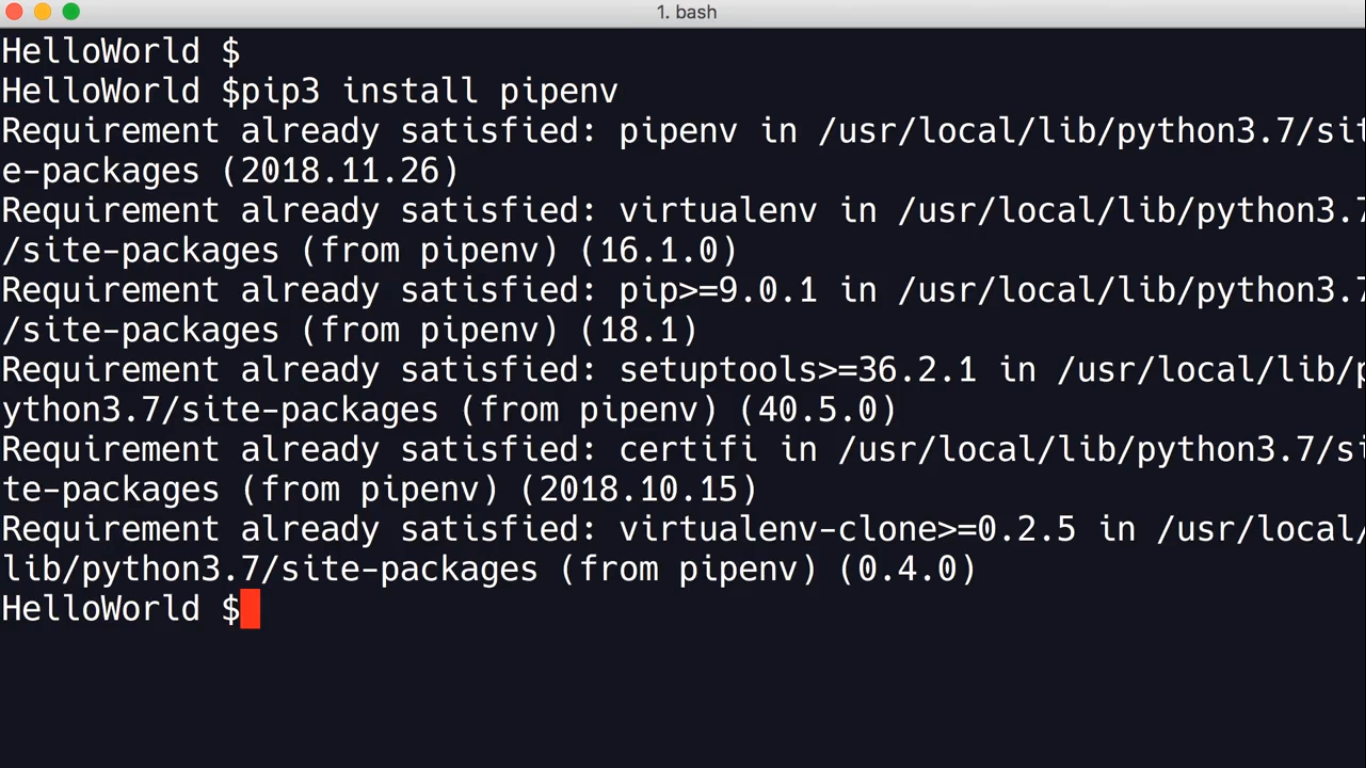 1. bash
HelloWorld $
HelloWorld $pip3 install pipenv
Requirement already satisfied: pipenv in /usr/local/lib/python3.7/sit
e-packages (2018.11.26)
Requirement already satisfied: virtualenv in /usr/local/lib/python3.7
/site-packages (from pipenv) (16.1.0)
Requirement already satisfied: pip>=9.0.1 in /usr/local/lib/python3.7
/site-packages (from pipenv) (18.1)
Requirement already satisfied: setuptools>=36.2.1 in /usr/local/lib/p
ython3.7/site-packages (from pipenv) (40.5.0)
Requirement already satisfied: certifi in /usr/local/lib/python3.7/si
te-packages (from pipenv) (2018.10.15)
Requirement already satisfied: virtualenv-clone>=0.2.5 in /usr/local/
lib/python3.7/site-packages (from pipenv) (0.4.0)
HelloWorld $